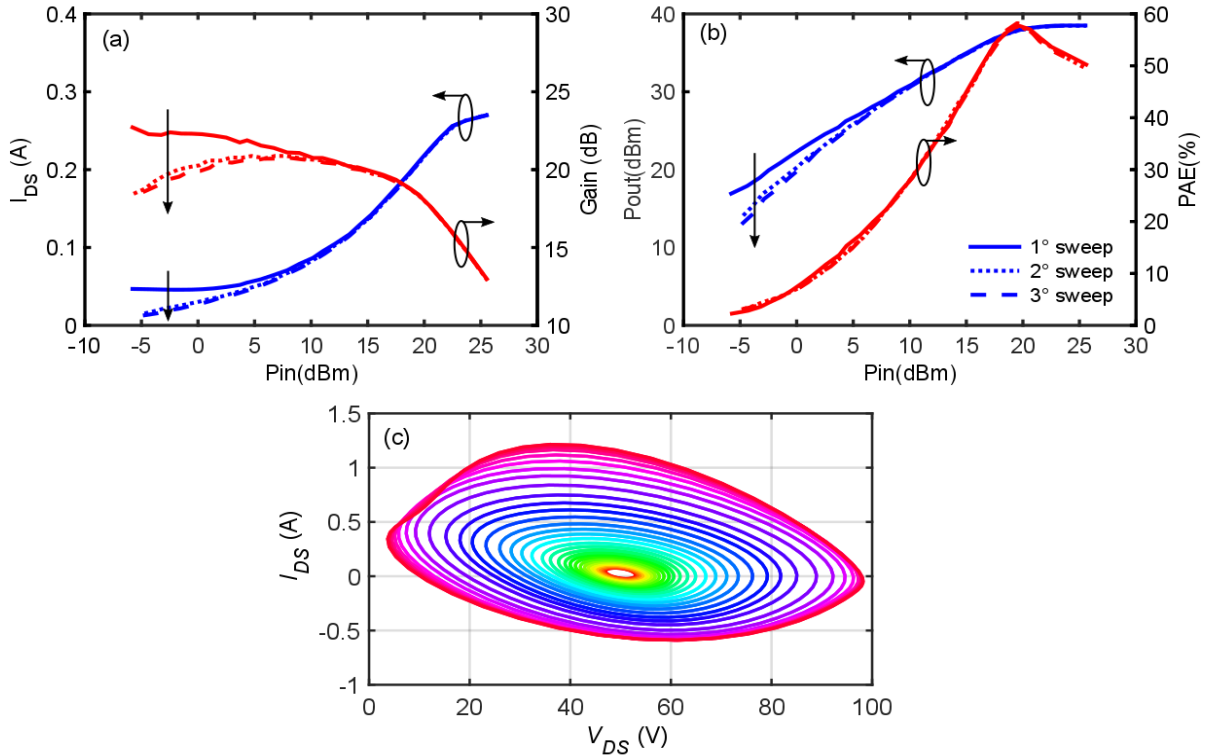 (a)
0.4
0.3
0.2
0.1
0
I_DS (A)
30
25
20
15
10
Gain (dB)
-10 -5 0 5 10 15 20 25 30
Pin(dBm)
(b)
40
30
20
10
0
Pout(dBm)
60
50
40
30
20
10
0
PAE(%)
1° sweep
2° sweep
3° sweep
-10 -5 0 5 10 15 20 25 30
Pin(dBm)
(c)
1.5
1
0.5
0
-0.5
-1
I_DS (A)
0 20 40 60 80 100
V_DS (V)